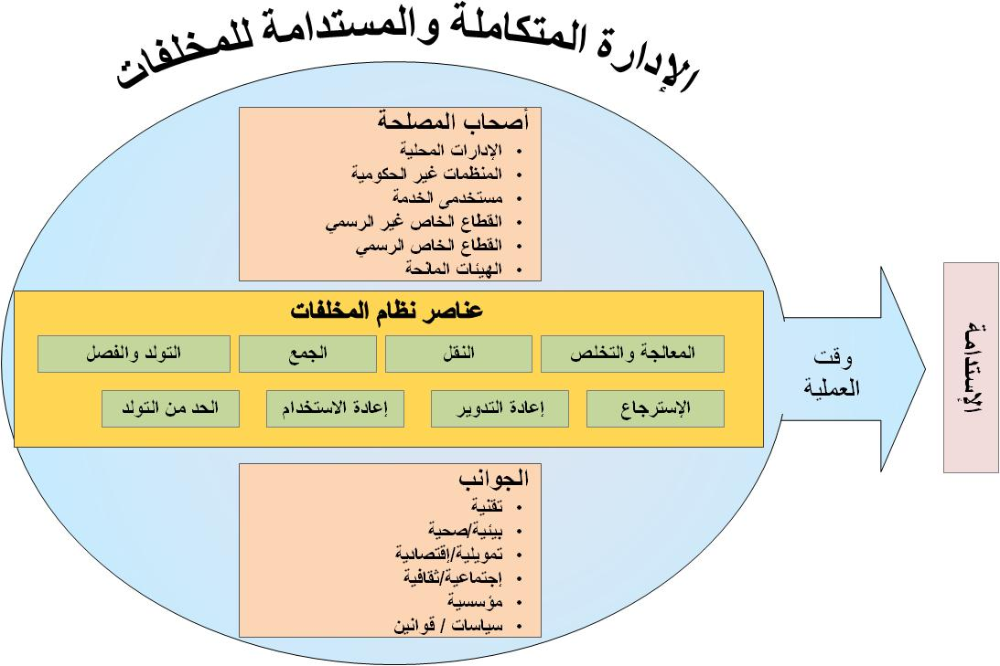 الإدارة المتكاملة والمستدامة للمخلفات
أصحاب المصلحة
• الإدارات المحلية
• المنظمات غير الحكومية
• مستخدمى الخدمة
• القطاع الخاص غير الرسمي
• القطاع الخاص الرسمي
• الهيئات المانحة
عناصر نظام المخلفات
المعالجة والتخلص
النقل
الجمع
التولد والفصل
الإسترجاع
إعادة التدوير
إعادة الاستخدام
الحد من التولد
الجوانب
• تقنية
• بيئية/صحية
• تمويلية/إقتصادية
• إجتماعية/ثقافية
• مؤسسية
• سياسات / قوانين
وقت
العملية
الإستدامة